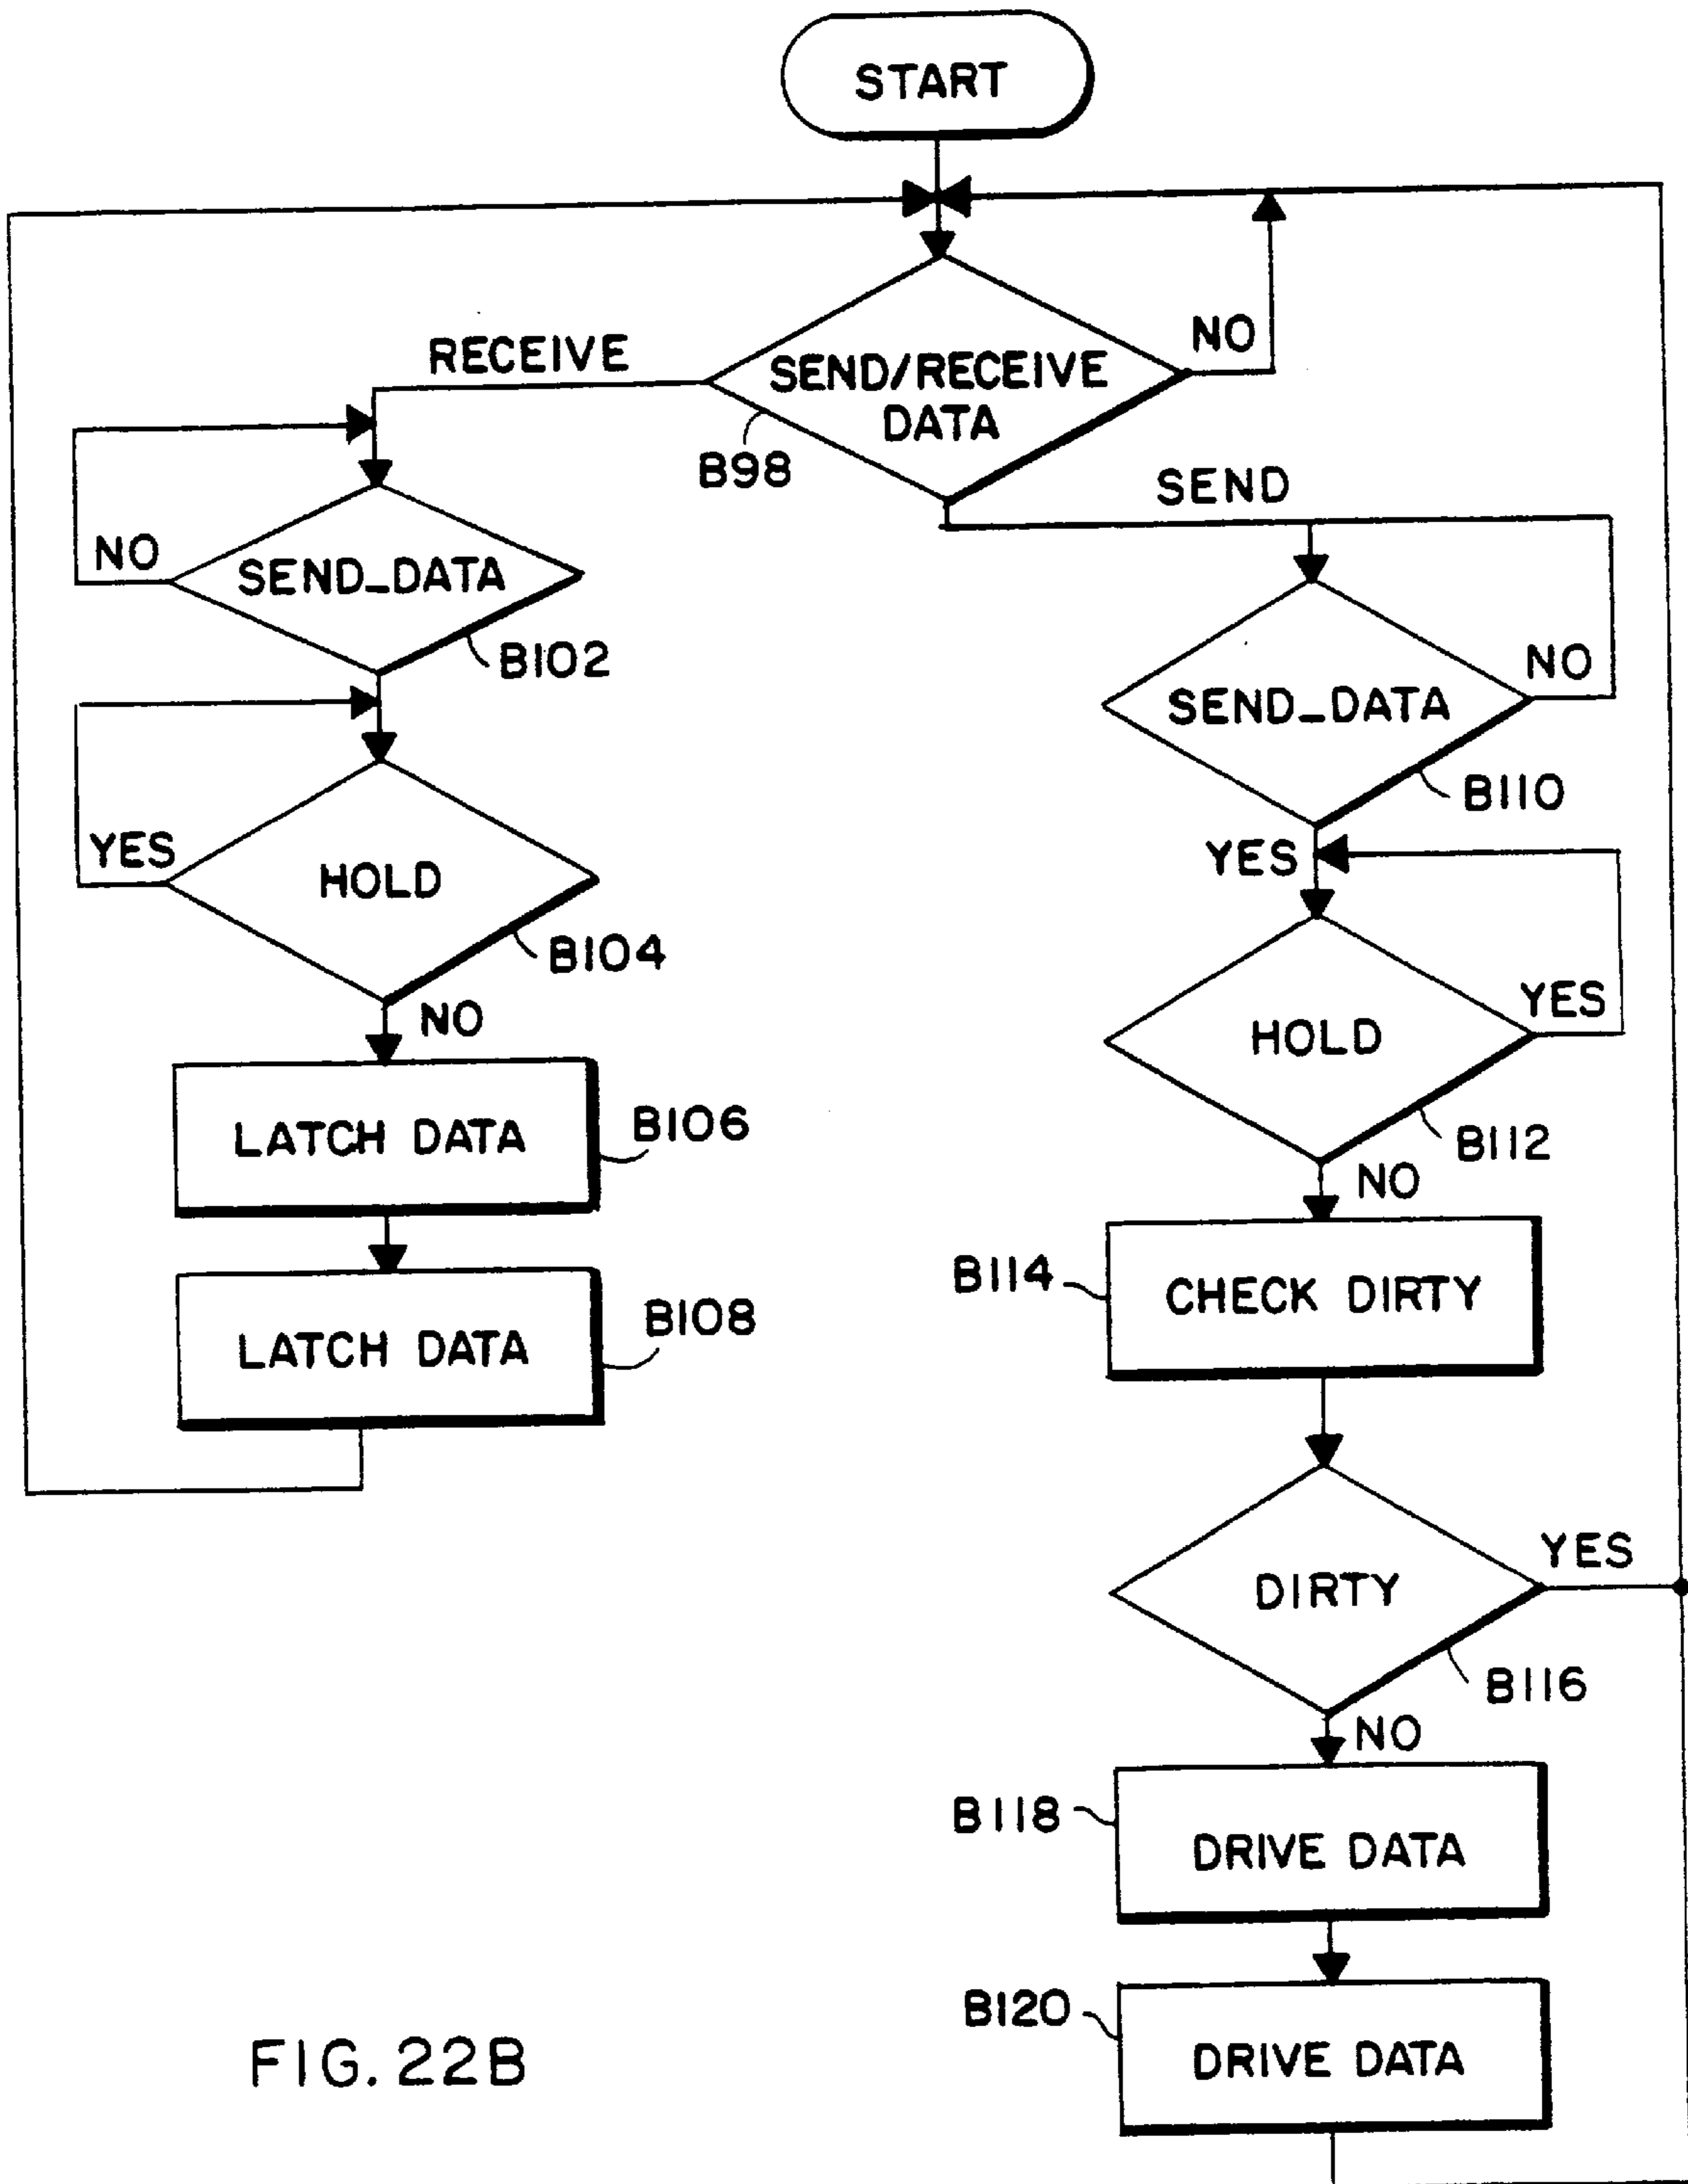 START
RECEIVE
NO
SEND/RECEIVE
DATA
B98
SEND
NO
SEND_DATA
B102
NO
SEND_DATA
B110
YES
HOLD
B104
YES
YES
HOLD
B112
NO
NO
LATCH DATA
B106
B114
CHECK DIRTY
LATCH DATA
B108
YES
DIRTY
B116
NO
B118
DRIVE DATA
B120
DRIVE DATA
FIG. 22B